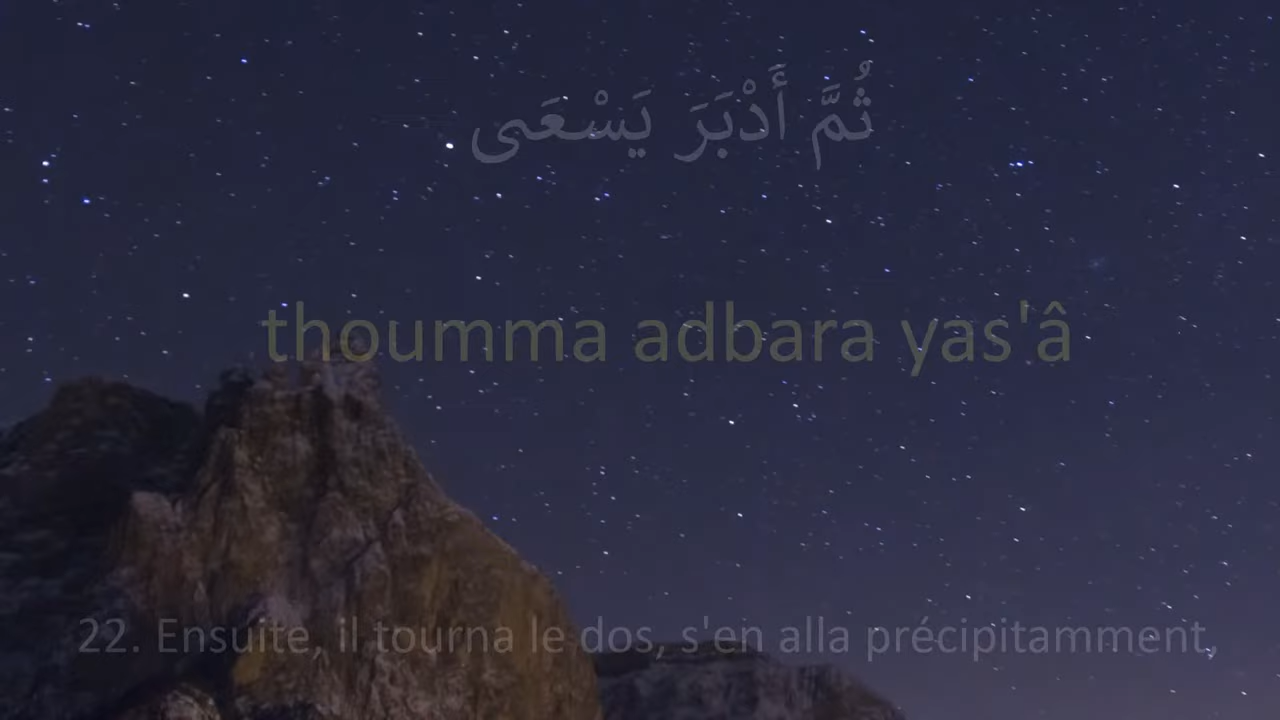 ثُمَّ أَدْبَرَ يَسْعَى
thoumma adbara yas'â
22. Ensuite, il tourna le dos, s'en alla précipitamment,